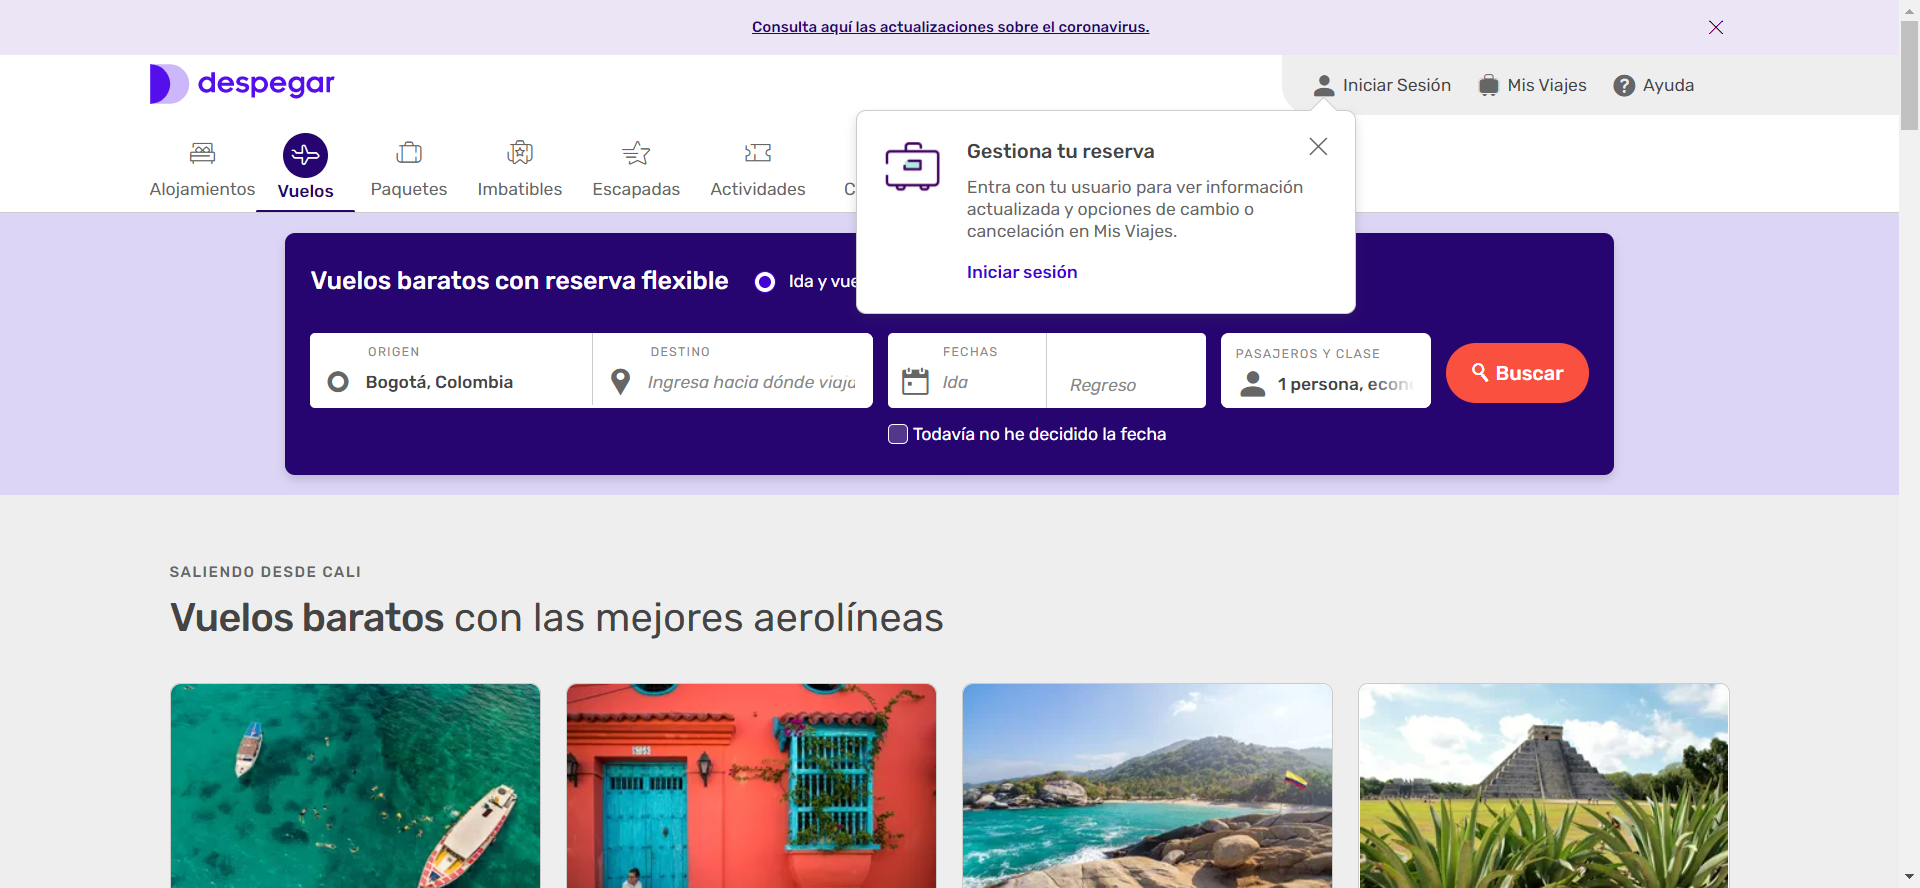 Consulta aquí las actualizaciones sobre el coronavirus.
despegar
Iniciar Sesión
Mis Viajes
Ayuda
Alojamientos
Vuelos
Paquetes
Imbatibles
Escapadas
Actividades
Gestiona tu reserva
Entra con tu usuario para ver información
actualizada y opciones de cambio o
cancelación en Mis Viajes.
Iniciar sesión
Vuelos baratos con reserva flexible
Ida y vue
ORIGEN
Bogotá, Colombia
DESTINO
Ingresa hacia dónde viaja
FECHAS
Ida
Regreso
PASAJEROS Y CLASE
1 persona, econ
Buscar
Todavía no he decidido la fecha
SALIENDO DESDE CALI
Vuelos baratos con las mejores aerolíneas